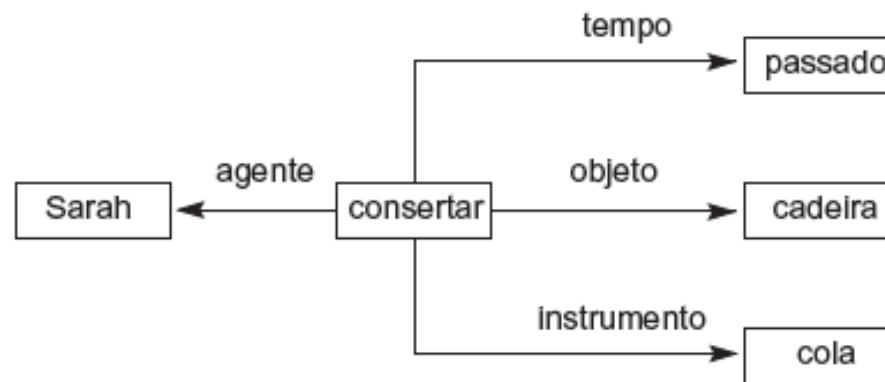 tempo
passado
agente
objeto
Sarah
consertar
cadeira
instrumento
cola